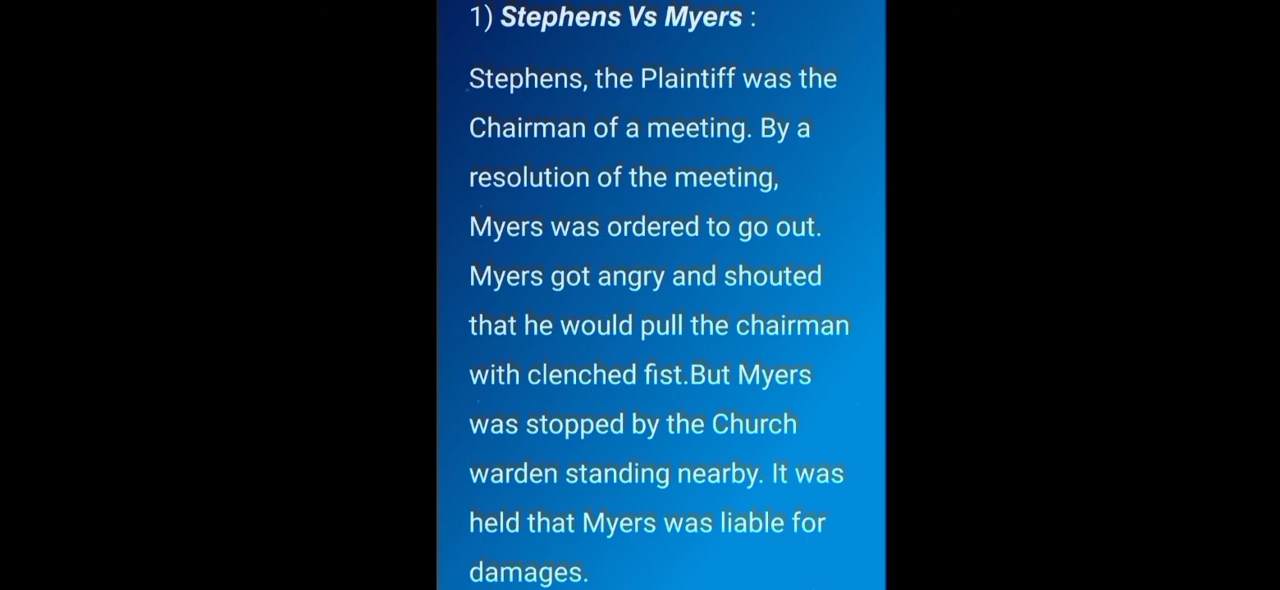 1) Stephens Vs Myers :
Stephens, the Plaintiff was the
Chairman of a meeting. By a
resolution of the meeting,
Myers was ordered to go out.
Myers got angry and shouted
that he would pull the chairman
with clenched fist.But Myers
was stopped by the Church
warden standing nearby. It was
held that Myers was liable for
damages.